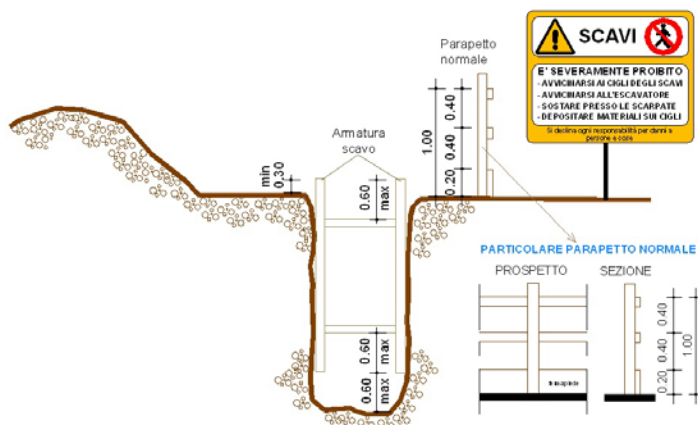 Parapetto
normale
SCAVI
E' SEVERAMENTE PROIBITO
- AVVICINARSI AI CIGLI DEGLI SCAVI
- AVVICINARSI ALL'ESCAVATORE
- SOSTARE PRESSO LE SCARPATE
- DEPOSITARE MATERIALI SUI CIGLI
Si declina ogni responsabilità per danni a
persone e cose
Armatura
scavo
min
0.30
0.60
max
1.00
0.40
0.40
0.20
0.60
max
0.60
max
PARTICOLARE PARAPETTO NORMALE
PROSPETTO
SEZIONE
0.40
0.40
0.20
1.00